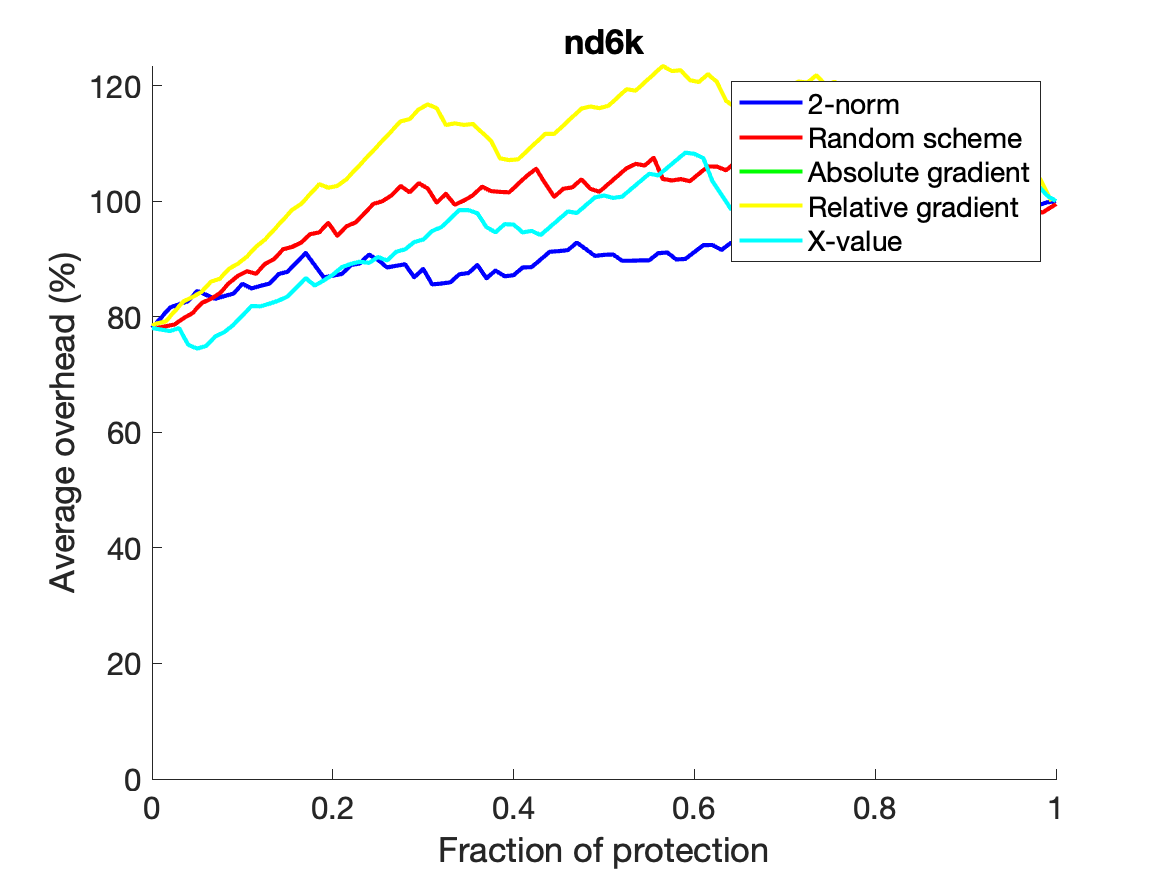 nd6k
120
100
80
60
40
20
0
Average overhead (%)
2-norm
Random scheme
Absolute gradient
Relative gradient
X-value
0 0.2 0.4 0.6 0.8 1
Fraction of protection